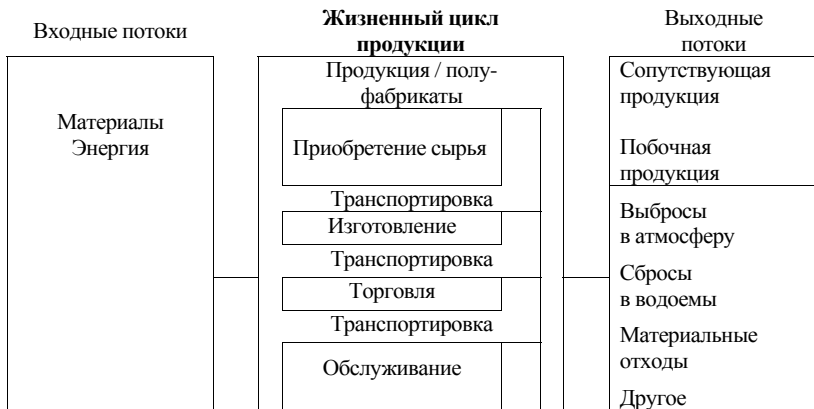 Входные потоки
Материалы
Энергия
Жизненный цикл
продукции
Продукция / полу-
фабрикаты
Приобретение сырья
Транспортировка
Изготовление
Транспортировка
Торговля
Транспортировка
Обслуживание
Выходные
потоки
Сопутствующая
продукция
Побочная
продукция
Выбросы
в атмосферу
Сбросы
в водоемы
Материальные
отходы
Другое